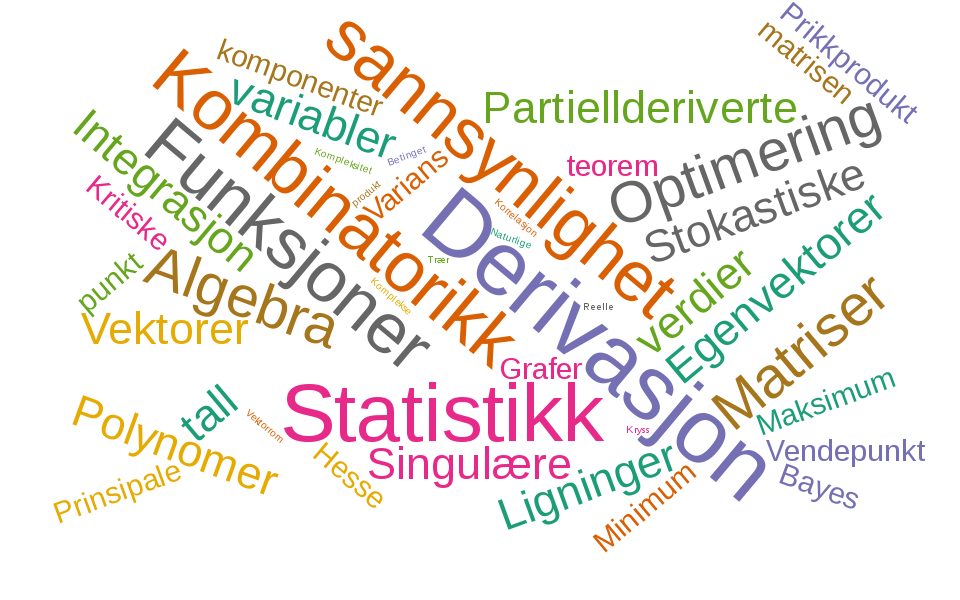 sannsynlighet
Prikkprodukt
matrisen
komponenter
Kombinatorikk
variabler
Partiellderiverte
Optimering
Integrasjon
Funksjoner
Kompleksitet
Betinget
Varians
produkt
teorem
Stokastiske
Kritiske
Derivasjon
Korrelasjon
Naturlige
Egenvektorer
punkt
Algebra
Trær
verdier
Komplekse
Reelle
Vektorer
Matriser
Grafer
Statistikk
Maksimum
Polynomer
tall
Vektorrom
Kryss
Vendepunkt
Singulære
Hesse
Ligninger
Minimum
Bayes
Prinsipale